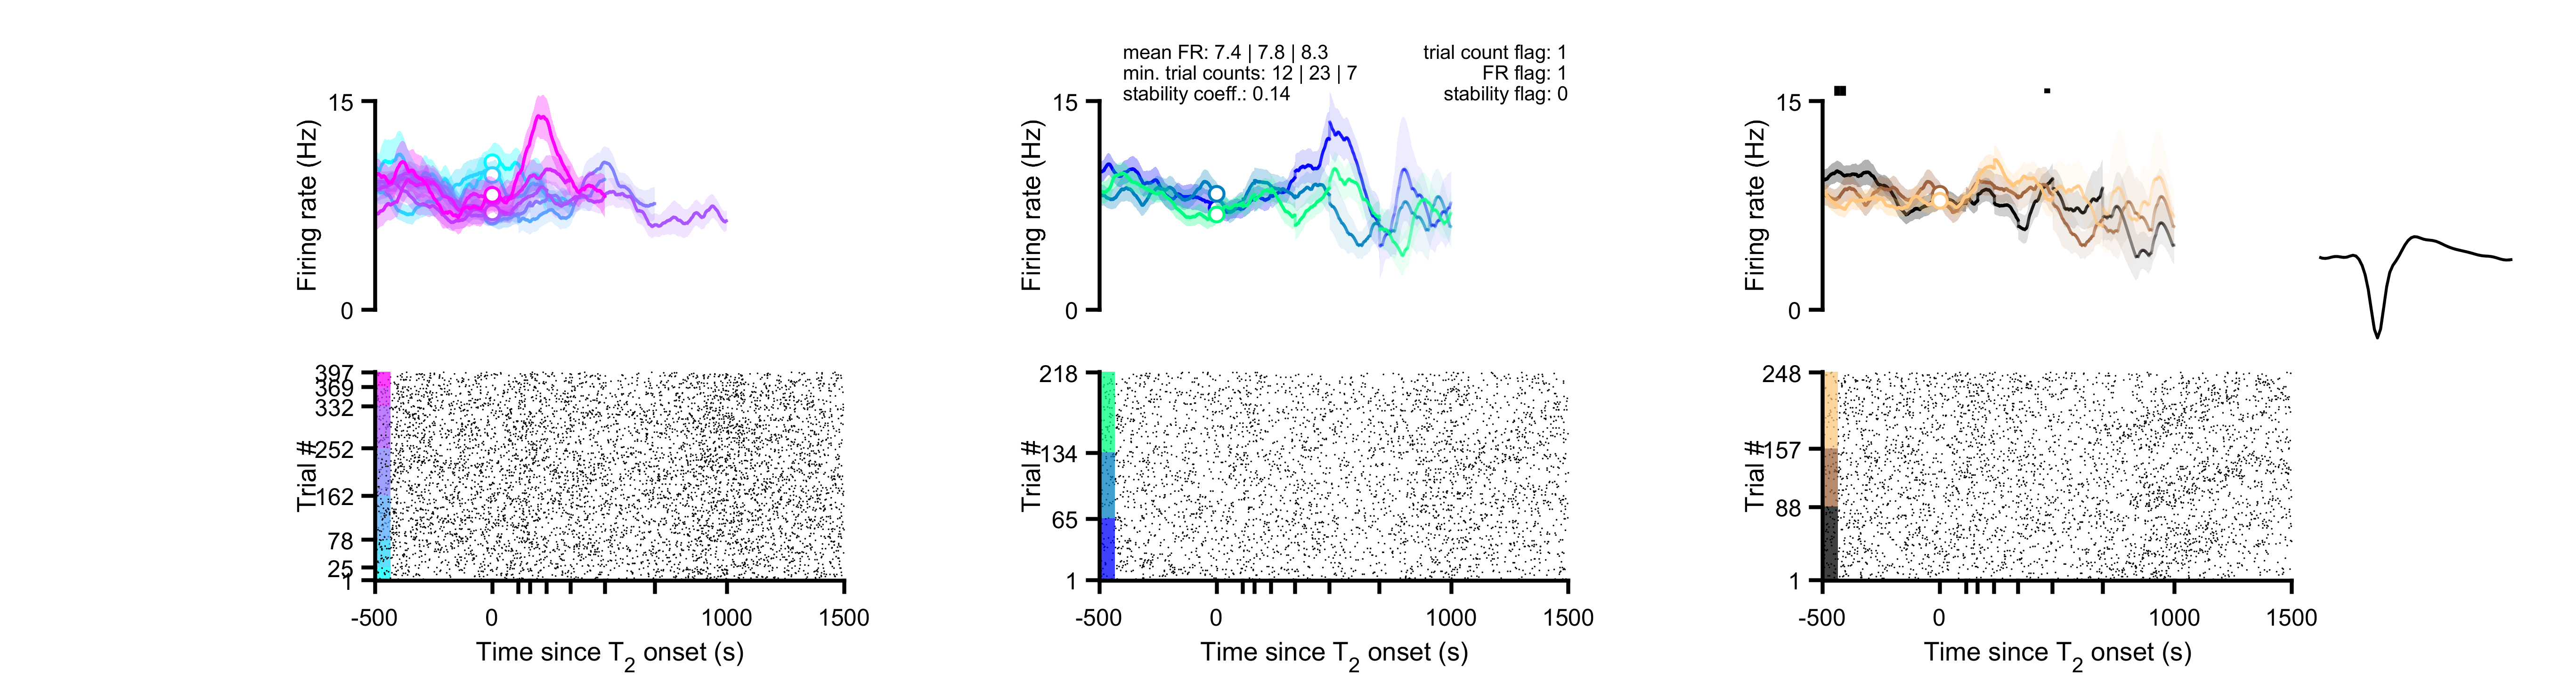 mean FR: 7.4 | 7.8 | 8.3
min. trial counts: 12 | 23 | 7
stability coeff.: 0.14
trial count flag: 1
FR flag: 1
stability flag: 0
15
0
Firing rate (Hz)
15
0
Firing rate (Hz)
15
0
Firing rate (Hz)
397
369
332
252
162
78
25
1
Trial #
-500
0
1000
1500
Time since T2 onset (s)
218
134
65
1
Trial #
-500
0
1000
1500
Time since T2 onset (s)
248
157
88
1
Trial #
-500
0
1000
1500
Time since T2 onset (s)